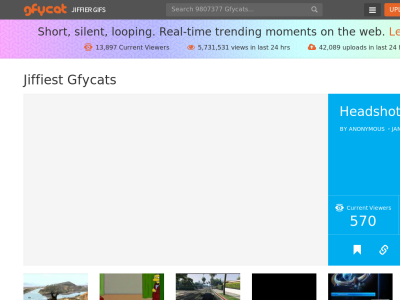 gfycat JIFFIER GIFS Search 9807377 Gfycats... UPL
Short, silent, looping. Real-time trending moments on the web. Le
13,897 Current Viewers 5,731,531 views in last 24 hrs 42,089 uploads in last 24 h
Jiffiest Gfycats
Headshot
BY ANONYMOUS - JAN
Current Viewers
570